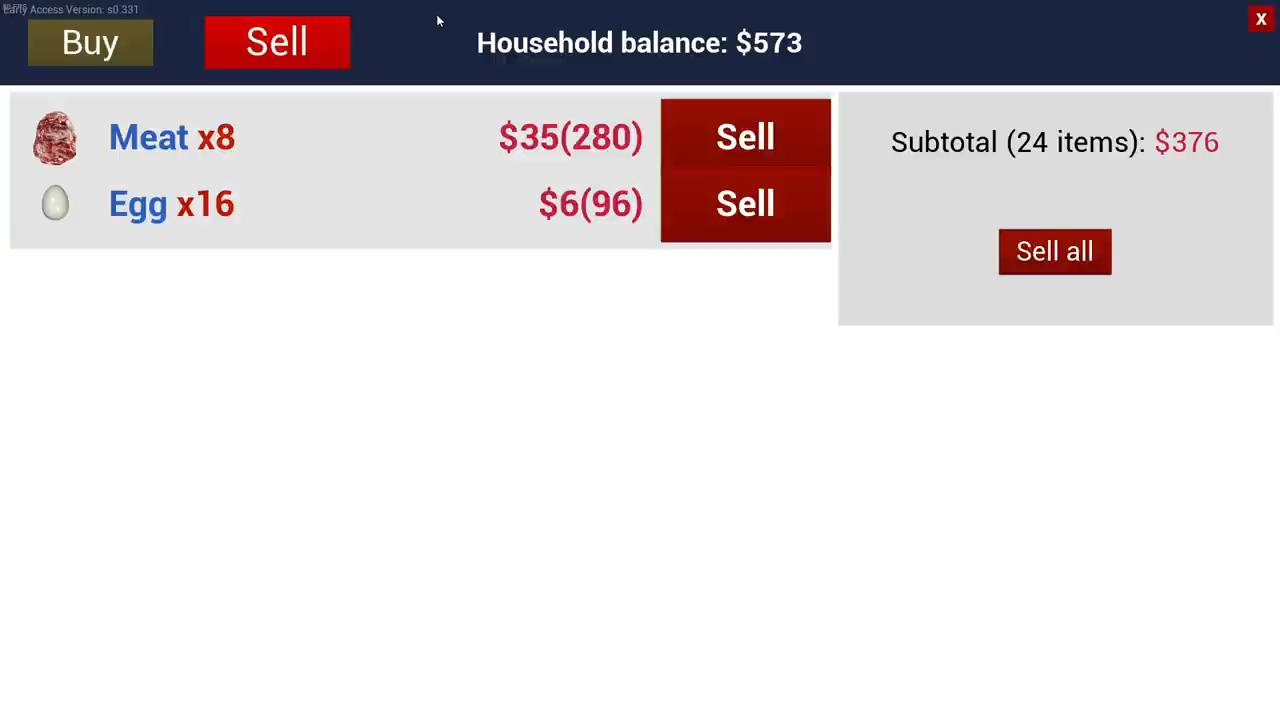 Early Access Version: s0.331
Buy
Sell
Household balance: $573
X
Meat x8
$35(280)
Sell
Egg x16
$6(96)
Sell
Subtotal (24 items): $376
Sell all